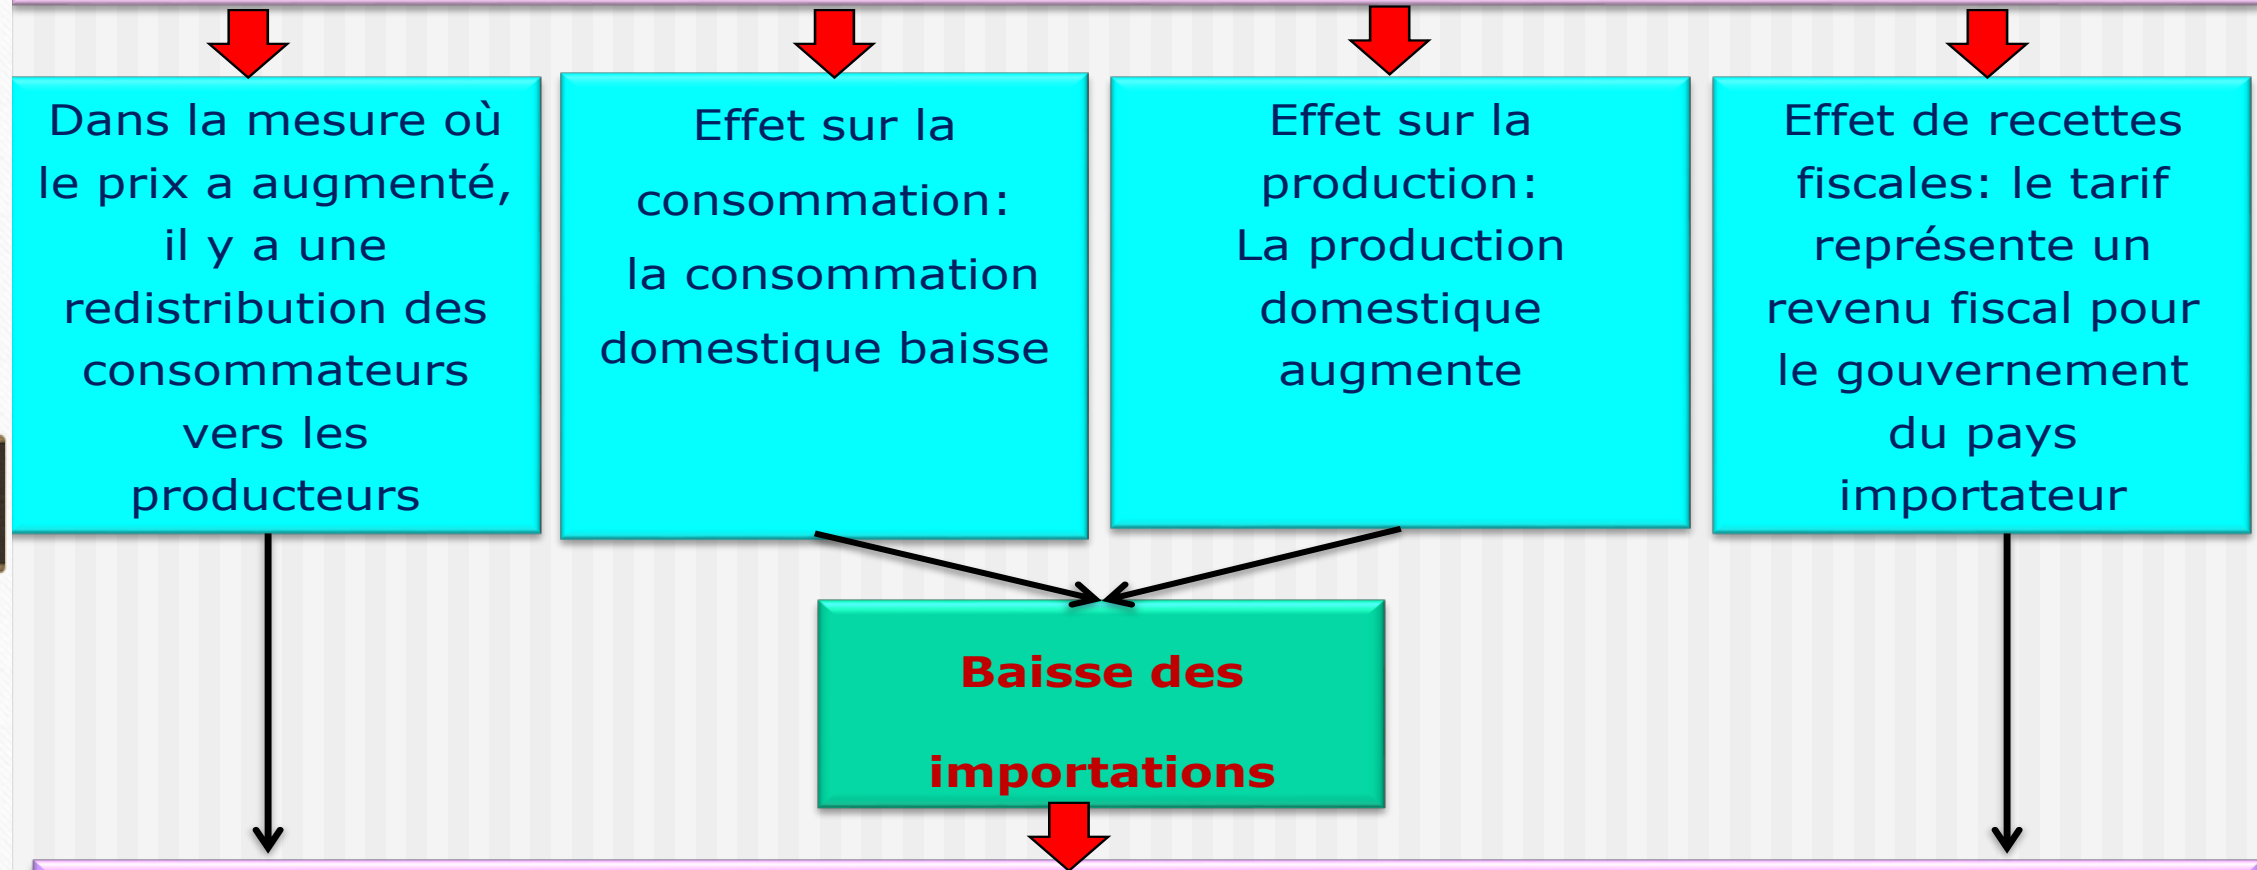 Dans la mesure où
le prix a augmenté,
il y a une
redistribution des
consommateurs
vers les
producteurs
Effet sur la
consommation:
la consommation
domestique baisse
Effet sur la
production:
La production
domestique
augmente
Effet de recettes
fiscales: le tarif
représente un
revenu fiscal pour
le gouvernement
du pays
importateur
Baisse des
importations